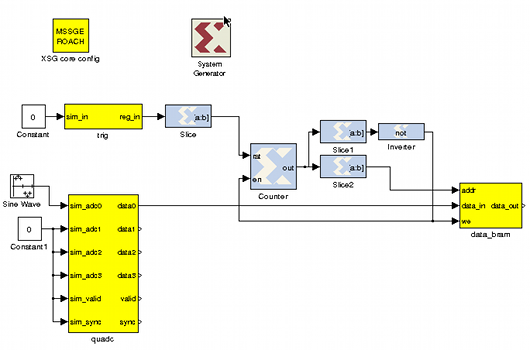 MSSGE
ROACH
XSG core config
System
Generator
0
Constant
sim_in
reg_in
trig
[a:b]
Slice
rst
en
out
Counter
[a:b]
Slice1
not
Inverter
[a:b]
Slice2
addr
data_in
data_out
we
data_bram
Sine Wave
0
Constant1
sim_adc0
data0
sim_adc1
data1
sim_adc2
data2
sim_adc3
data3
sim_valid
valid
sim_sync
sync
quadc